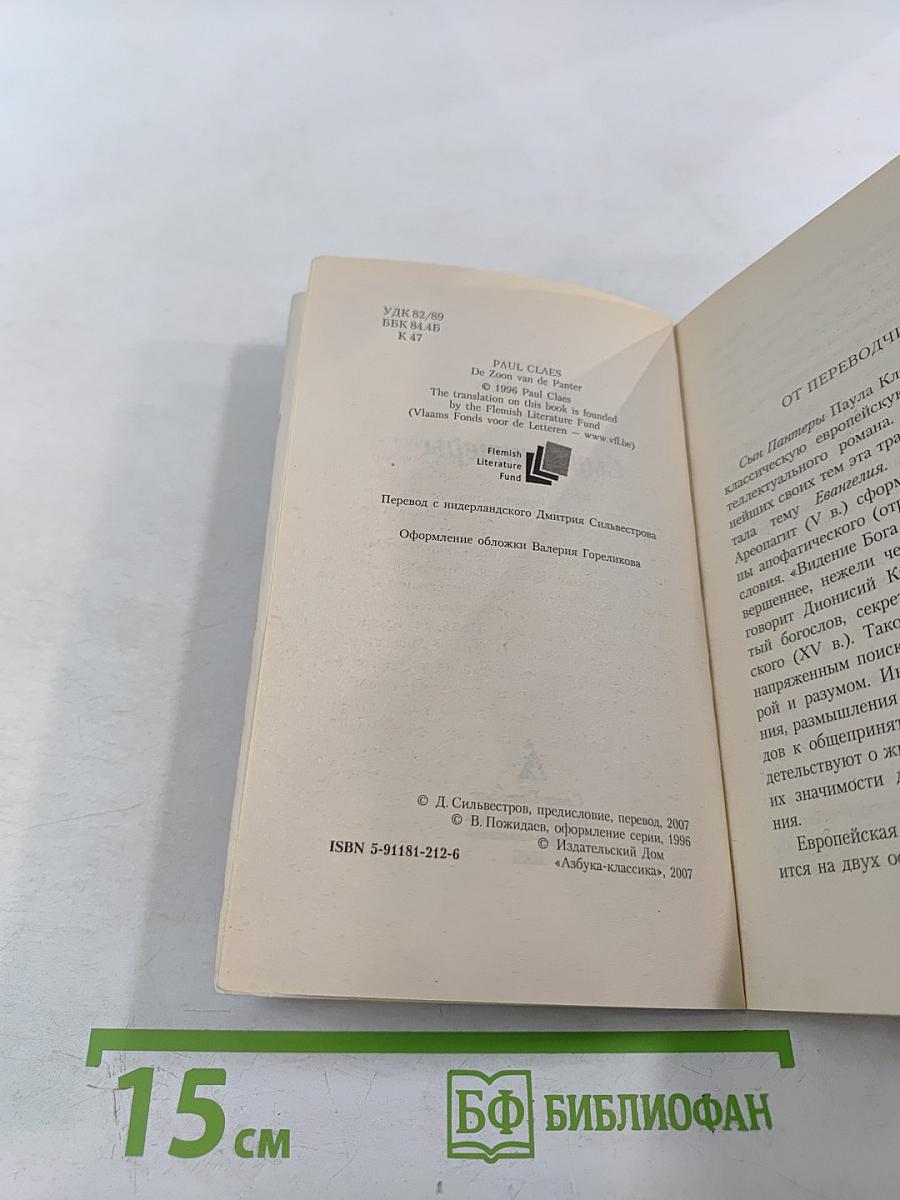 УДК 82/89
ББК 84.4Б
К 47
PAUL CLAES
De Zoon van de Panter
© 1996 Paul Claes
The translation on this book is founded
by the Flemish Literature Fund
(Vlaams Fonds voor de Letteren — www.vfl.be)
Flemish
Literature
Fund
Перевод с нидерландского Дмитрия Сильвестрова
Оформление обложки Валерия Гореликова
© Д. Сильвестров, предисловие, перевод, 2007
© В. Пожидаев, оформление серии, 1996
© Издательский Дом
ISBN 5-91181-212-6
«Азбука-классика», 2007
ОТ ПЕРЕВОДЧИ
Сын Пантеры Паула Кл
классическую европейскую
теллектуального романа.
нейших своих тем эта тра
тала тему Евангелия.
Ареопагит (V в.) сформ
пы апофатического (отр
словия. «Видение Бога
вершеннее, нежели че
говорит Дионисий К
тый богослов, секрет
ского (XV в.). Тако
напряженным поиск
рой и разумом. Ин
ния, размышления
дов к общепринят
детельствуют о ж
их значимости д
ния.
Европейская
ится на двух ос
15 см
БФ БИБЛИОФАН